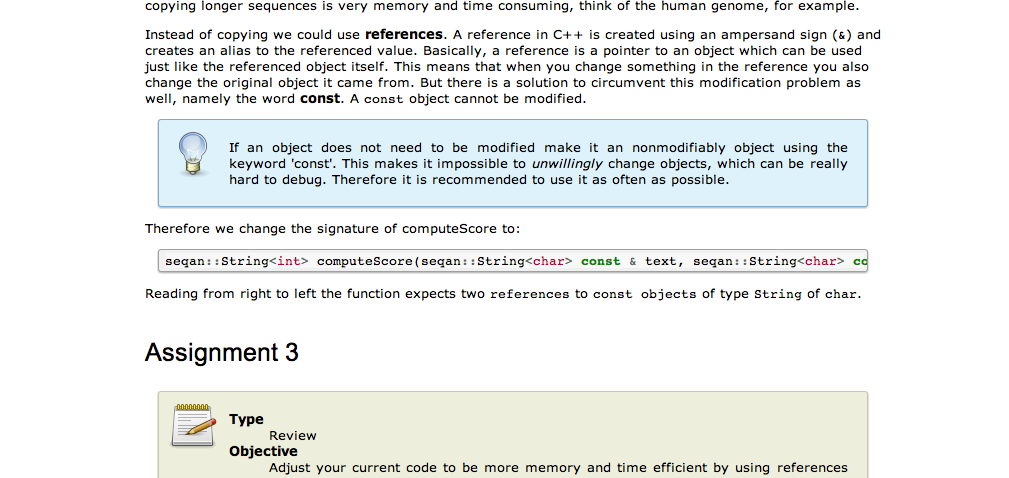 copying longer sequences is very memory and time consuming, think of the human genome, for example.
Instead of copying we could use references. A reference in C++ is created using an ampersand sign (&) and
creates an alias to the referenced value. Basically, a reference is a pointer to an object which can be used
just like the referenced object itself. This means that when you change something in the reference you also
change the original object it came from. But there is a solution to circumvent this modification problem as
well, namely the word const. A const object cannot be modified.
If an object does not need to be modified make it an nonmodifiably object using the
keyword 'const'. This makes it impossible to unwillingly change objects, which can be really
hard to debug. Therefore it is recommended to use it as often as possible.
Therefore we change the signature of computeScore to:
seqan::String<int> computeScore(seqan::String<char> const & text, seqan::String<char> co
Reading from right to left the function expects two references to const objects of type String of char.
Assignment 3
Type
Review
Objective
Adjust your current code to be more memory and time efficient by using references